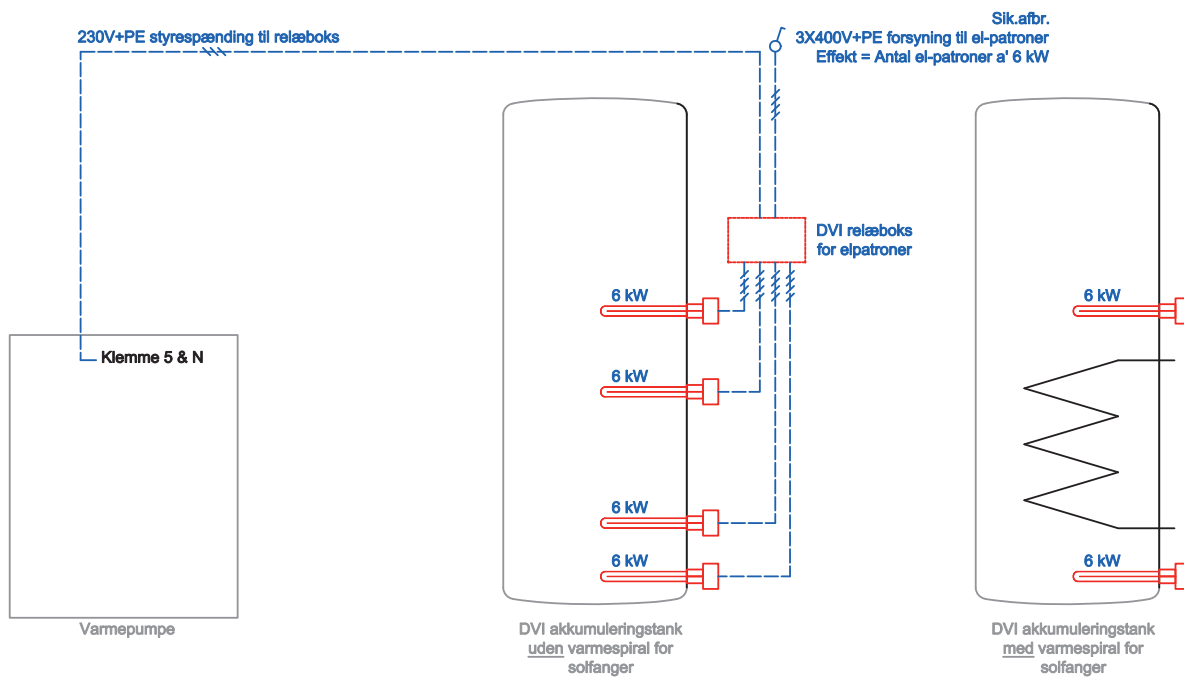 Sik.afbr.
230V+PE styrespænding til relæboks
3X400V+PE forsyning til el-patroner
Effekt = Antal el-patroner a' 6 kW
DVI relæboks
for elpatroner
6 kW
6 kW
Klemme 5 & N
6 kW
6 kW
6 kW
6 kW
Varmepumpe
DVI akkumuleringstank
uden varmespiral for
solfanger
DVI akkumuleringstank
med varmespiral for
solfanger